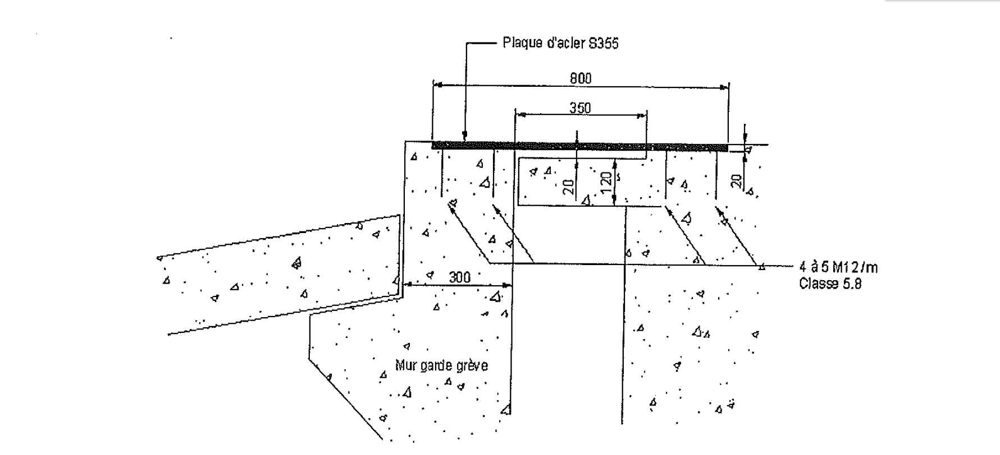 Plaque d'acier S355
800
350
20
120
20
300
4 à 5 M12/m
Classe 5.8
Mur garde grève